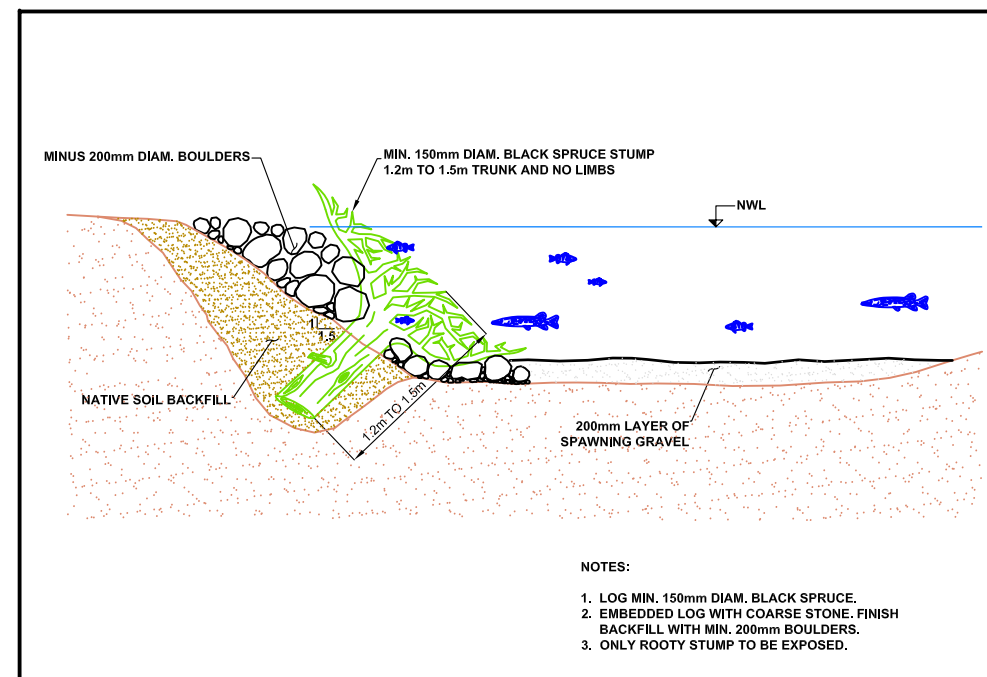 MINUS 200mm DIAM. BOULDERS
MIN. 150mm DIAM. BLACK SPRUCE STUMP
1.2m TO 1.5m TRUNK AND NO LIMBS
NWL
1
1.5
NATIVE SOIL BACKFILL
1.2m TO 1.5m
200mm LAYER OF
SPAWNING GRAVEL
NOTES:
1. LOG MIN. 150mm DIAM. BLACK SPRUCE.
2. EMBEDDED LOG WITH COARSE STONE. FINISH
BACKFILL WITH MIN. 200mm BOULDERS.
3. ONLY ROOTY STUMP TO BE EXPOSED.